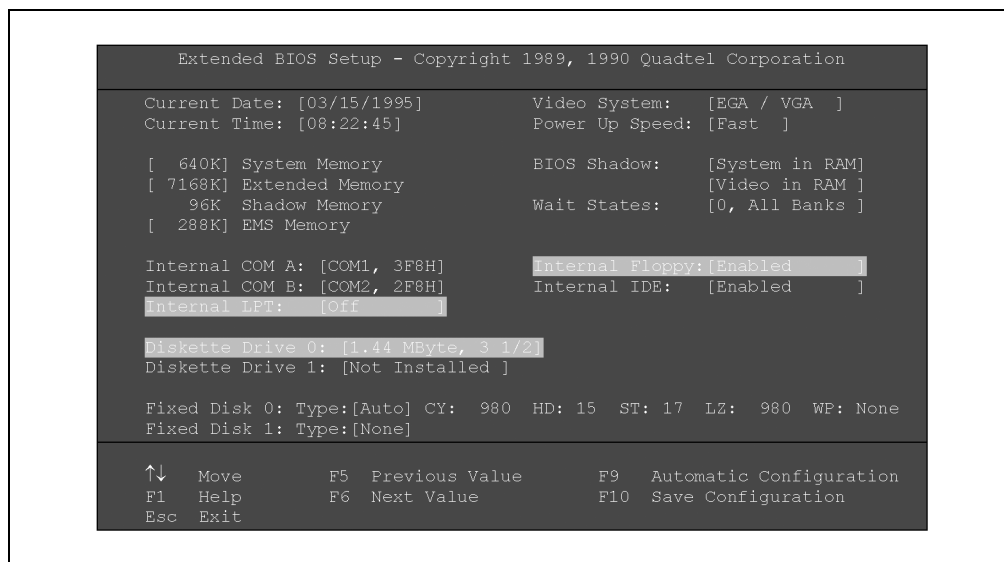 Extended BIOS Setup - Copyright 1989, 1990 Quadtel Corporation
Current Date: [03/15/1995] Video System: [EGA / VGA ]
Current Time: [08:22:45] Power Up Speed: [Fast ]
[ 640K] System Memory BIOS Shadow: [System in RAM]
[ 7168K] Extended Memory [Video in RAM ]
96K Shadow Memory Wait States: [0, All Banks ]
[ 288K] EMS Memory
Internal COM A: [COM1, 3F8H] Internal Floppy:[Enabled ]
Internal COM B: [COM2, 2F8H] Internal IDE: [Enabled ]
Internal LPT: [Off ]
Diskette Drive 0: [1.44 MByte, 3 1/2]
Diskette Drive 1: [Not Installed ]
Fixed Disk 0: Type:[Auto] CY: 980 HD: 15 ST: 17 LZ: 980 WP: None
Fixed Disk 1: Type:[None]
↑↓ Move F5 Previous Value F9 Automatic Configuration
F1 Help F6 Next Value F10 Save Configuration
Esc Exit